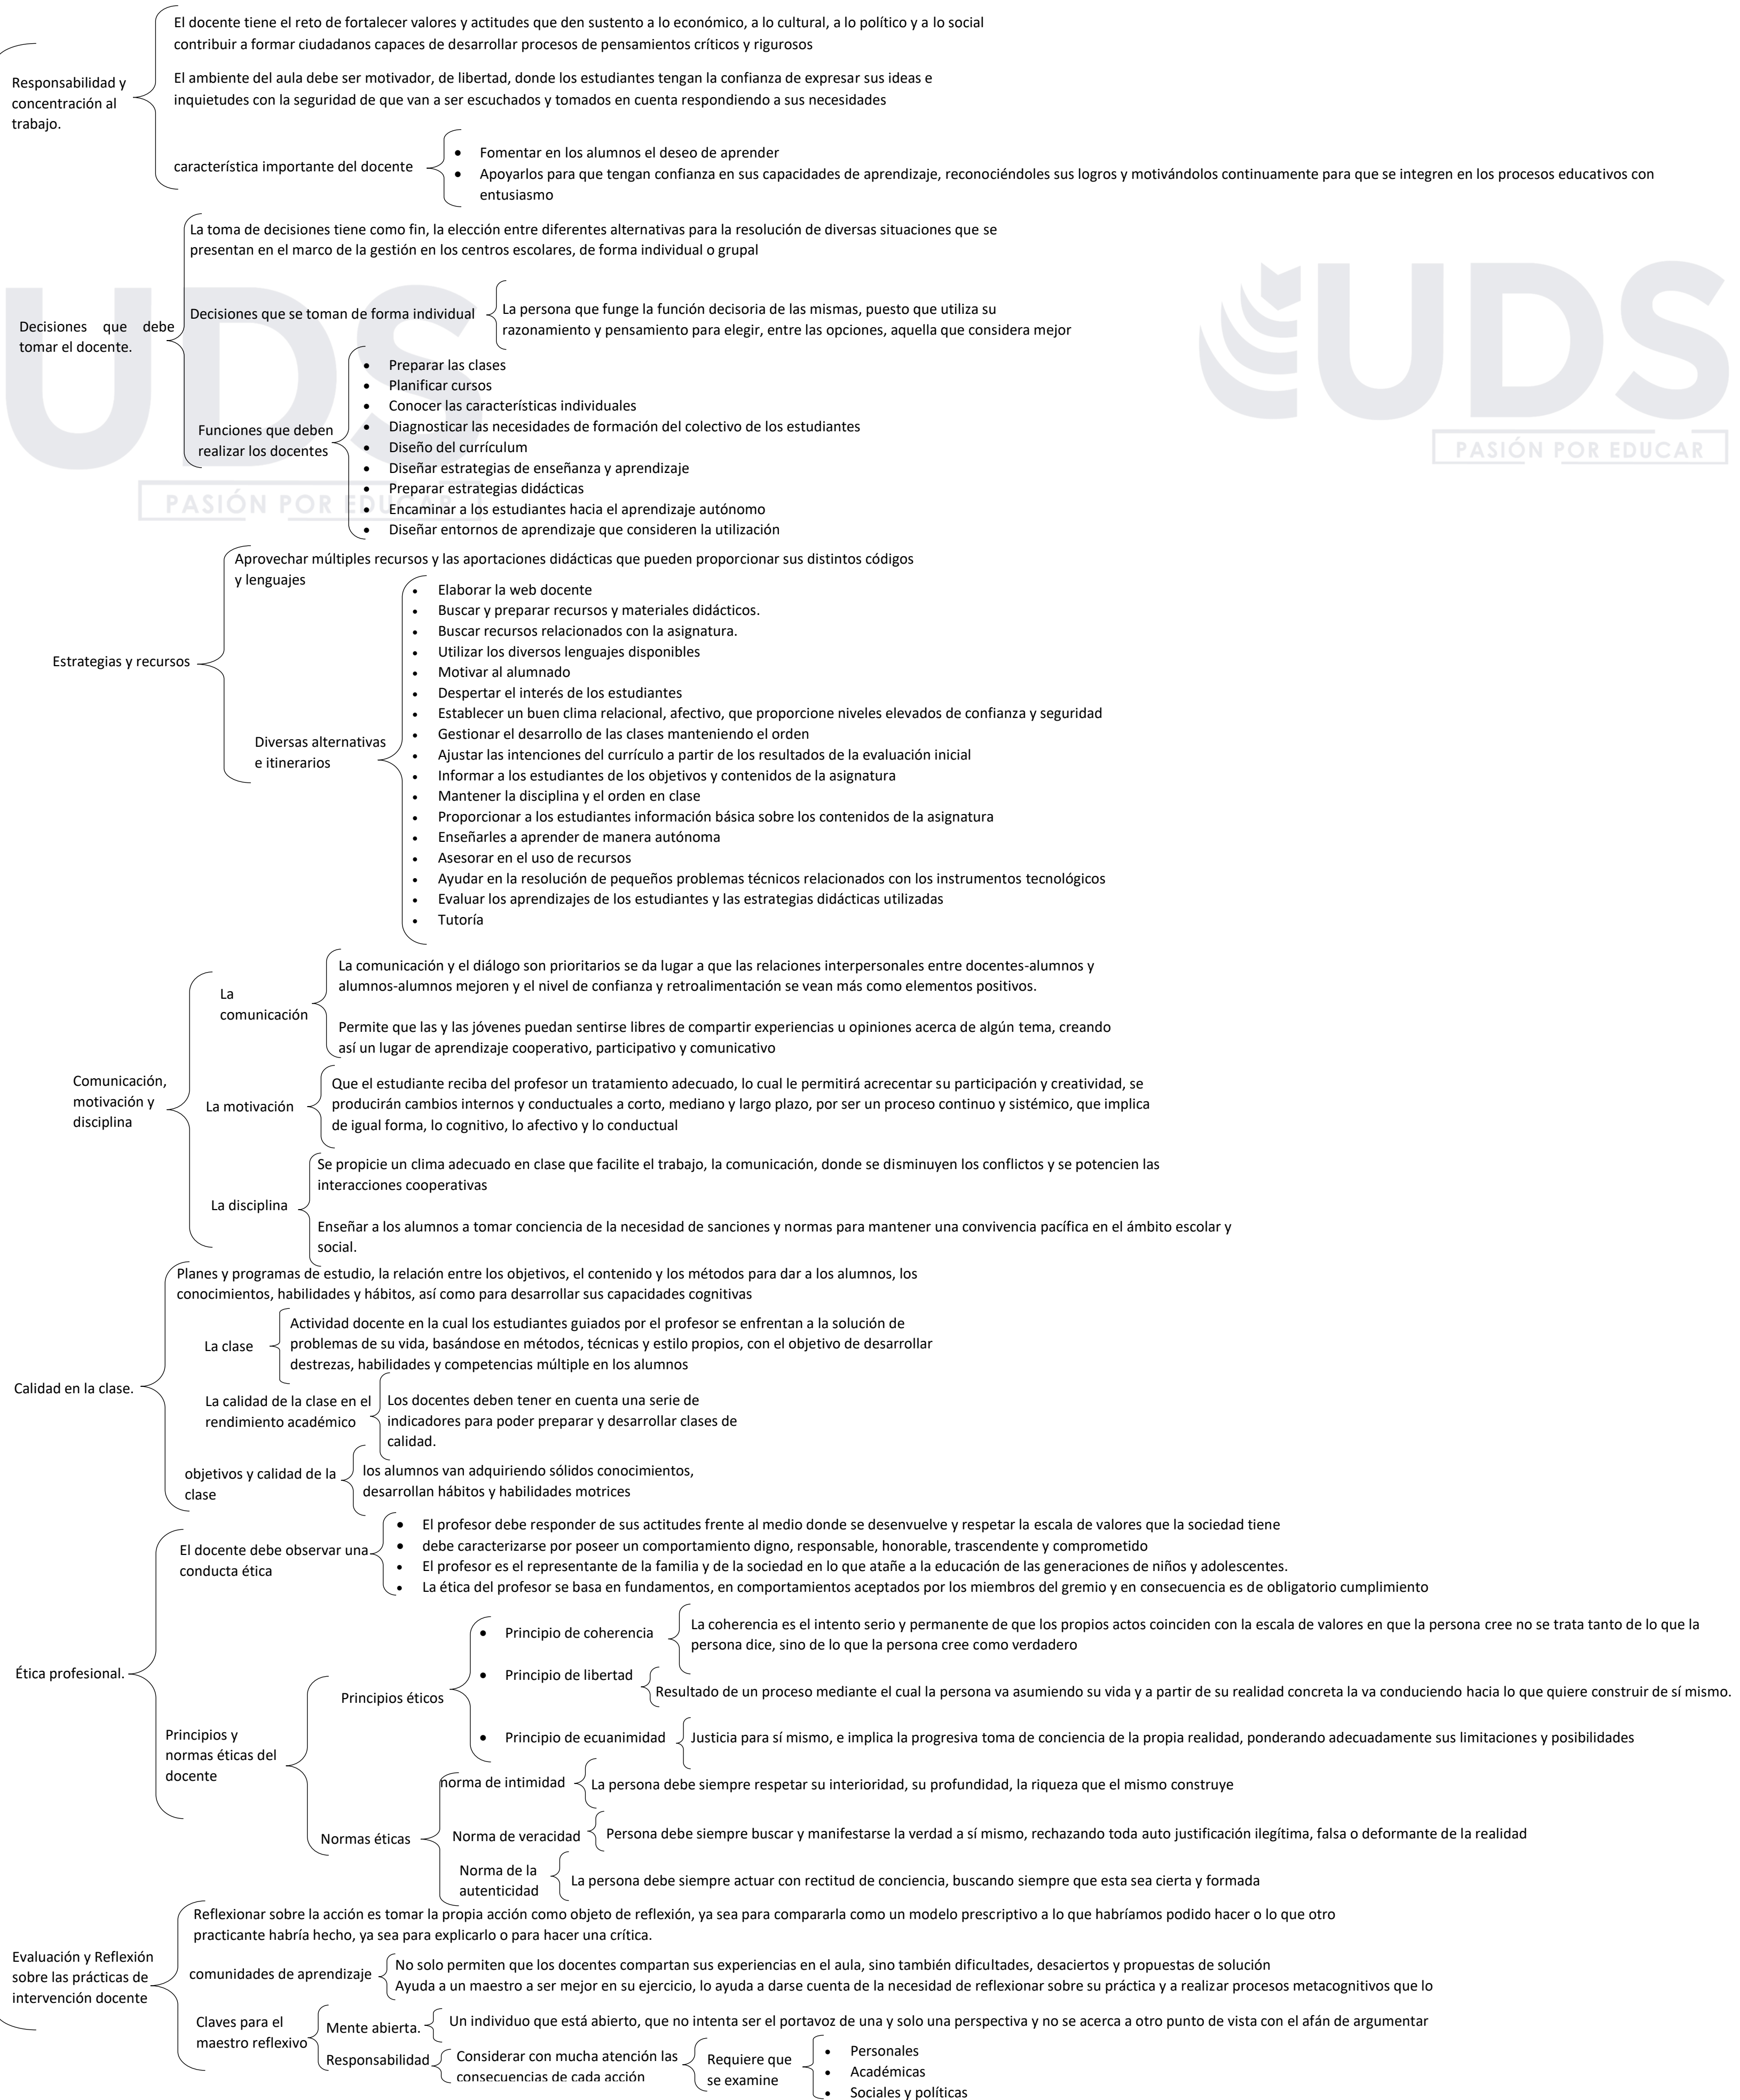 El docente tiene el reto de fortalecer valores y actitudes que den sustento a lo económico, a lo cultural, a lo político y a lo social
contribuir a formar ciudadanos capaces de desarrollar procesos de pensamientos críticos y rigurosos
Responsabilidad y
concentración al
trabajo.
El ambiente del aula debe ser motivador, de libertad, donde los estudiantes tengan la confianza de expresar sus ideas e
inquietudes con la seguridad de que van a ser escuchados y tomados en cuenta respondiendo a sus necesidades
característica importante del docente
• Fomentar en los alumnos el deseo de aprender
• Apoyarlos para que tengan confianza en sus capacidades de aprendizaje, reconociéndoles sus logros y motivándolos continuamente para que se integren en los procesos educativos con
entusiasmo
La toma de decisiones tiene como fin, la elección entre diferentes alternativas para la resolución de diversas situaciones que se
presentan en el marco de la gestión en los centros escolares, de forma individual o grupal
Decisiones que debe
tomar el docente.
Decisiones que se toman de forma individual
La persona que funge la función decisoria de las mismas, puesto que utiliza su
razonamiento y pensamiento para elegir, entre las opciones, aquella que considera mejor
Funciones que deben
realizar los docentes
• Preparar las clases
• Planificar cursos
• Conocer las características individuales
• Diagnosticar las necesidades de formación del colectivo de los estudiantes
• Diseño del currículum
• Diseñar estrategias de enseñanza y aprendizaje
• Preparar estrategias didácticas
• Encaminar a los estudiantes hacia el aprendizaje autónomo
• Diseñar entornos de aprendizaje que consideren la utilización
UDS
PASIÓN POR EDUCAR
UDS
PASIÓN POR EDUCAR
Aprovechar múltiples recursos y las aportaciones didácticas que pueden proporcionar sus distintos códigos
y lenguajes
Estrategias y recursos
Diversas alternativas
e itinerarios
• Elaborar la web docente
• Buscar y preparar recursos y materiales didácticos.
• Buscar recursos relacionados con la asignatura.
• Utilizar los diversos lenguajes disponibles
• Motivar al alumnado
• Despertar el interés de los estudiantes
• Establecer un buen clima relacional, afectivo, que proporcione niveles elevados de confianza y seguridad
• Gestionar el desarrollo de las clases manteniendo el orden
• Ajustar las intenciones del currículo a partir de los resultados de la evaluación inicial
• Informar a los estudiantes de los objetivos y contenidos de la asignatura
• Mantener la disciplina y el orden en clase
• Proporcionar a los estudiantes información básica sobre los contenidos de la asignatura
• Enseñarles a aprender de manera autónoma
• Asesorar en el uso de recursos
• Ayudar en la resolución de pequeños problemas técnicos relacionados con los instrumentos tecnológicos
• Evaluar los aprendizajes de los estudiantes y las estrategias didácticas utilizadas
• Tutoría
Comunicación,
motivación y
disciplina
La
comunicación
La comunicación y el diálogo son prioritarios se da lugar a que las relaciones interpersonales entre docentes-alumnos y
alumnos-alumnos mejoren y el nivel de confianza y retroalimentación se vean más como elementos positivos.
Permite que las y las jóvenes puedan sentirse libres de compartir experiencias u opiniones acerca de algún tema, creando
así un lugar de aprendizaje cooperativo, participativo y comunicativo
La motivación
Que el estudiante reciba del profesor un tratamiento adecuado, lo cual le permitirá acrecentar su participación y creatividad, se
producirán cambios internos y conductuales a corto, mediano y largo plazo, por ser un proceso continuo y sistémico, que implica
de igual forma, lo cognitivo, lo afectivo y lo conductual
La disciplina
Se propicie un clima adecuado en clase que facilite el trabajo, la comunicación, donde se disminuyen los conflictos y se potencien las
interacciones cooperativas
Enseñar a los alumnos a tomar conciencia de la necesidad de sanciones y normas para mantener una convivencia pacífica en el ámbito escolar y
social.
Calidad en la clase.
Planes y programas de estudio, la relación entre los objetivos, el contenido y los métodos para dar a los alumnos, los
conocimientos, habilidades y hábitos, así como para desarrollar sus capacidades cognitivas
La clase
Actividad docente en la cual los estudiantes guiados por el profesor se enfrentan a la solución de
problemas de su vida, basándose en métodos, técnicas y estilo propios, con el objetivo de desarrollar
destrezas, habilidades y competencias múltiple en los alumnos
La calidad de la clase en el
rendimiento académico
Los docentes deben tener en cuenta una serie de
indicadores para poder preparar y desarrollar clases de
calidad.
objetivos y calidad de la
clase
los alumnos van adquiriendo sólidos conocimientos,
desarrollan hábitos y habilidades motrices
Ética profesional.
El docente debe observar una
conducta ética
• El profesor debe responder de sus actitudes frente al medio donde se desenvuelve y respetar la escala de valores que la sociedad tiene
• debe caracterizarse por poseer un comportamiento digno, responsable, honorable, trascendente y comprometido
• El profesor es el representante de la familia y de la sociedad en lo que atañe a la educación de las generaciones de niños y adolescentes.
• La ética del profesor se basa en fundamentos, en comportamientos aceptados por los miembros del gremio y en consecuencia es de obligatorio cumplimiento
Principios y
normas éticas del
docente
Principios éticos
• Principio de coherencia
La coherencia es el intento serio y permanente de que los propios actos coinciden con la escala de valores en que la persona cree no se trata tanto de lo que la
persona dice, sino de lo que la persona cree como verdadero
• Principio de libertad
Resultado de un proceso mediante el cual la persona va asumiendo su vida y a partir de su realidad concreta la va conduciendo hacia lo que quiere construir de sí mismo.
• Principio de ecuanimidad
Justicia para sí mismo, e implica la progresiva toma de conciencia de la propia realidad, ponderando adecuadamente sus limitaciones y posibilidades
Normas éticas
norma de intimidad
La persona debe siempre respetar su interioridad, su profundidad, la riqueza que el mismo construye
Norma de veracidad
Persona debe siempre buscar y manifestarse la verdad a sí mismo, rechazando toda auto justificación ilegítima, falsa o deformante de la realidad
Norma de la
autenticidad
La persona debe siempre actuar con rectitud de conciencia, buscando siempre que esta sea cierta y formada
Evaluación y Reflexión
sobre las prácticas de
intervención docente
Reflexionar sobre la acción es tomar la propia acción como objeto de reflexión, ya sea para compararla como un modelo prescriptivo a lo que habríamos podido hacer o lo que otro
practicante habría hecho, ya sea para explicarlo o para hacer una crítica.
comunidades de aprendizaje
No solo permiten que los docentes compartan sus experiencias en el aula, sino también dificultades, desaciertos y propuestas de solución
Ayuda a un maestro a ser mejor en su ejercicio, lo ayuda a darse cuenta de la necesidad de reflexionar sobre su práctica y a realizar procesos metacognitivos que lo
Claves para el
maestro reflexivo
Mente abierta.
Un individuo que está abierto, que no intenta ser el portavoz de una y solo una perspectiva y no se acerca a otro punto de vista con el afán de argumentar
Responsabilidad
Considerar con mucha atención las
consecuencias de cada acción
Requiere que
se examine
• Personales
• Académicas
• Sociales y políticas